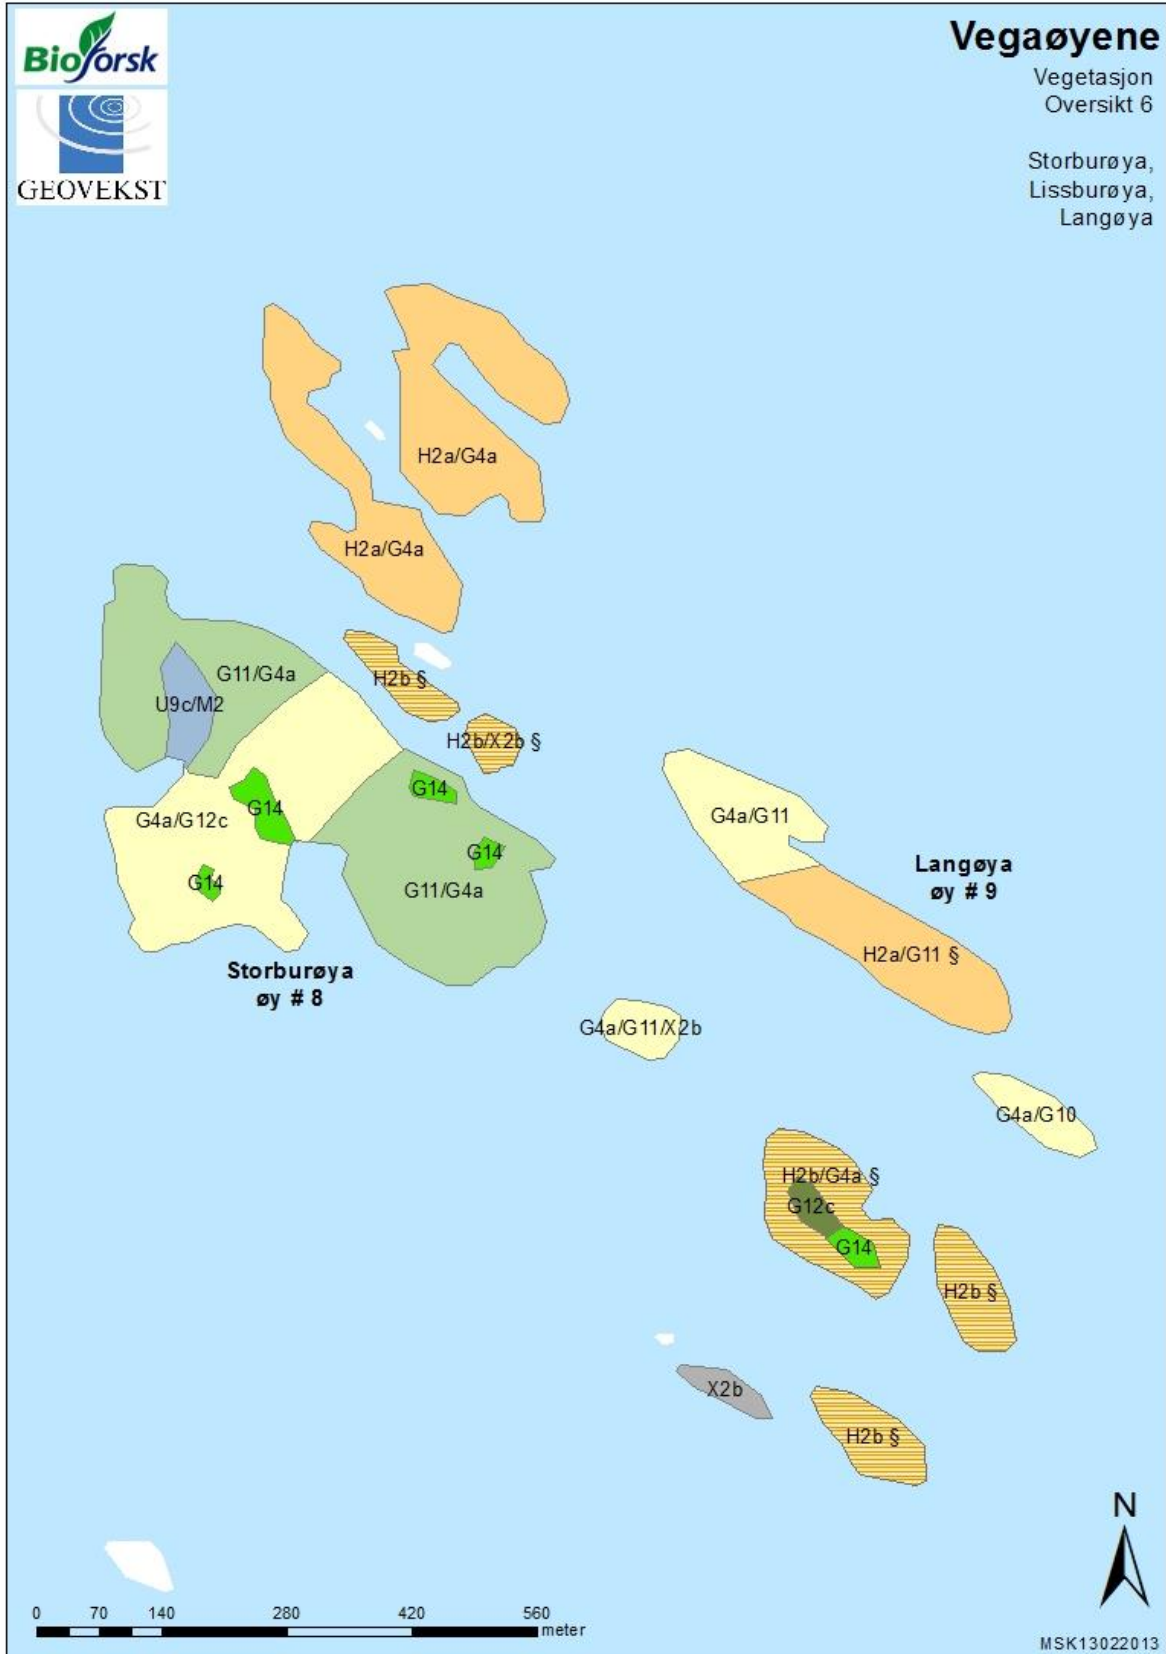 Bioforsk
GEOVEKST
Vegaøyene
Vegetasjon
Oversikt 6
Storburøya,
Lissburøya,
Langøya
H2a/G4a
H2a/G4a
G11/G4a
H2b §
U9c/M2
H2b/X2b §
G14
G14
G4a/G12c
G4a/G11
G14
G14
G11/G4a
Langøya
øy # 9
H2a/G11 §
Storburøya
øy # 8
G4a/G11/X2b
G4a/G10
H2b/G4a §
G12c
G14
H2b §
X2b
H2b §
N
0 70 140 280 420 560
meter
MSK13022013